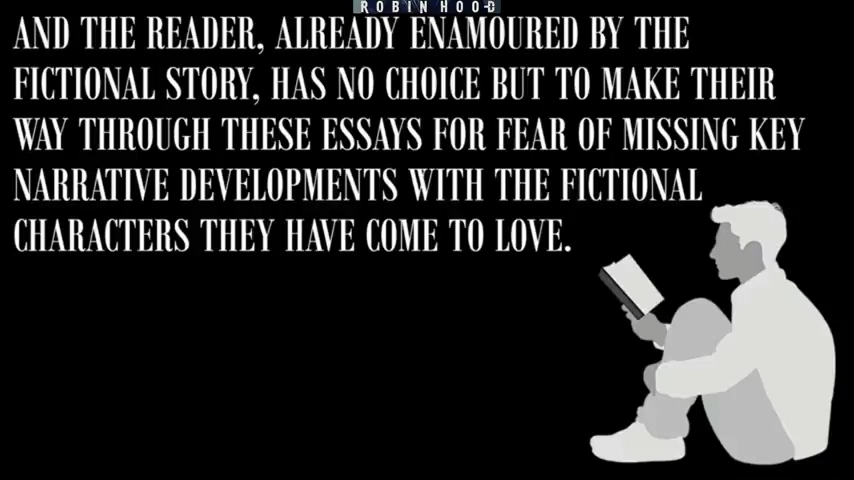 ROBIN HOOD
AND THE READER, ALREADY ENAMOURED BY THE
FICTIONAL STORY, HAS NO CHOICE BUT TO MAKE THEIR
WAY THROUGH THESE ESSAYS FOR FEAR OF MISSING KEY
NARRATIVE DEVELOPMENTS WITH THE FICTIONAL
CHARACTERS THEY HAVE COME TO LOVE.